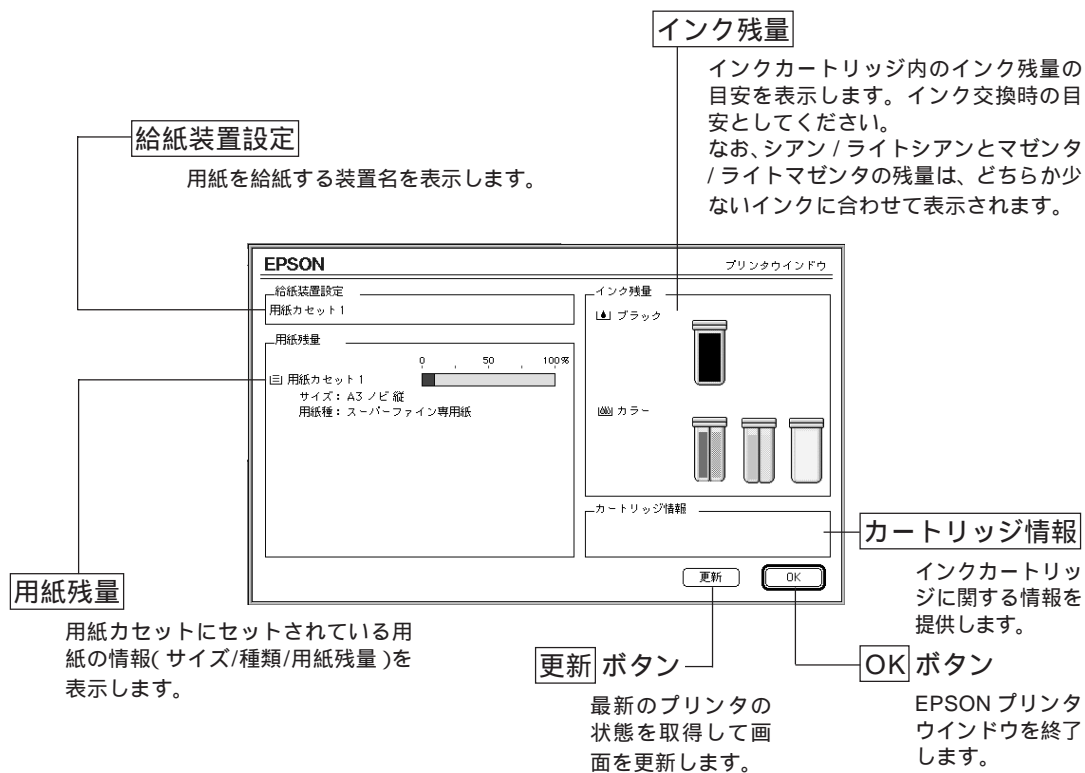 インク残量
インクカートリッジ内のインク残量の
目安を表示します。インク交換時の目
安としてください。
なお、シアン / ライトシアンとマゼンタ
/ ライトマゼンタの残量は、どちらか少
ないインクに合わせて表示されます。
給紙装置設定
用紙を給紙する装置名を表示します。
EPSON
プリンタウインドウ
給紙装置設定
用紙カセット1
用紙残量
0 50 100%
用紙カセット1
サイズ: A3 ノビ 縦
用紙種: スーパーファイン専用紙
インク残量
ブラック
カラー
カートリッジ情報
更新
OK
カートリッジ情報
インクカートリッ
ジに関する情報を
提供します。
用紙残量
用紙カセットにセットされている用
紙の情報( サイズ/種類/用紙残量 )を
表示します。
更新 ボタン
最新のプリンタの
状態を取得して画
面を更新します。
OK ボタン
EPSON プリンタ
ウインドウを終了
します。